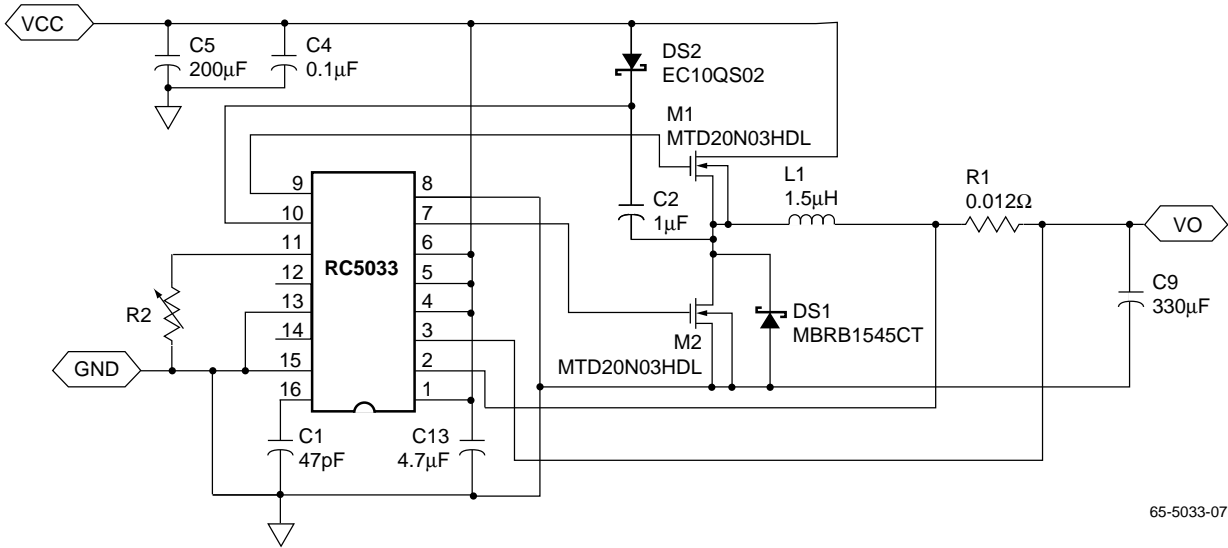 VCC
C5
200µF
C4
0.1µF
DS2
EC10QS02
M1
MTD20N03HDL
L1
1.5µH
R1
0.012Ω
VO
C2
1µF
9
10
11
12
13
14
15
16
RC5033
8
7
6
5
4
3
2
1
R2
GND
C1
47pF
C13
4.7µF
M2
MTD20N03HDL
DS1
MBRB1545CT
C9
330µF
65-5033-07